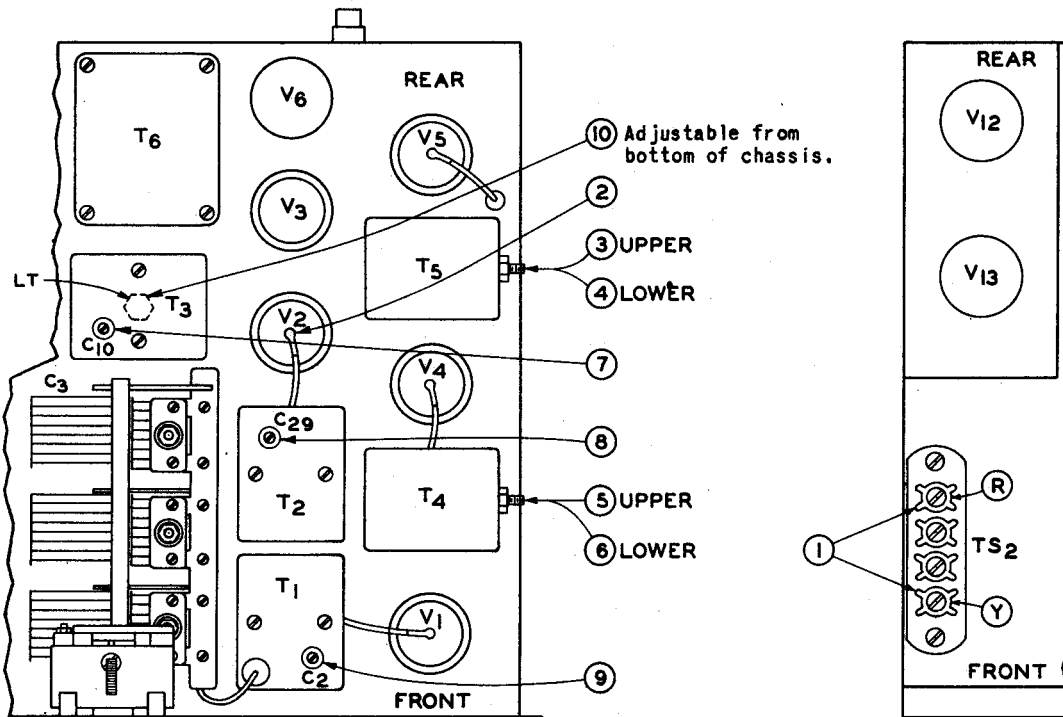 REAR
T6
V6
V5
10 Adjustable from
bottom of chassis.
2
V3
T5
3 UPPER
4 LOWER
LT
T3
C10
V2
7
V4
C3
C29
8
T2
T4
5 UPPER
6 LOWER
T1
V1
C2
9
FRONT
REAR
V12
V13
R
1
TS2
Y
FRONT